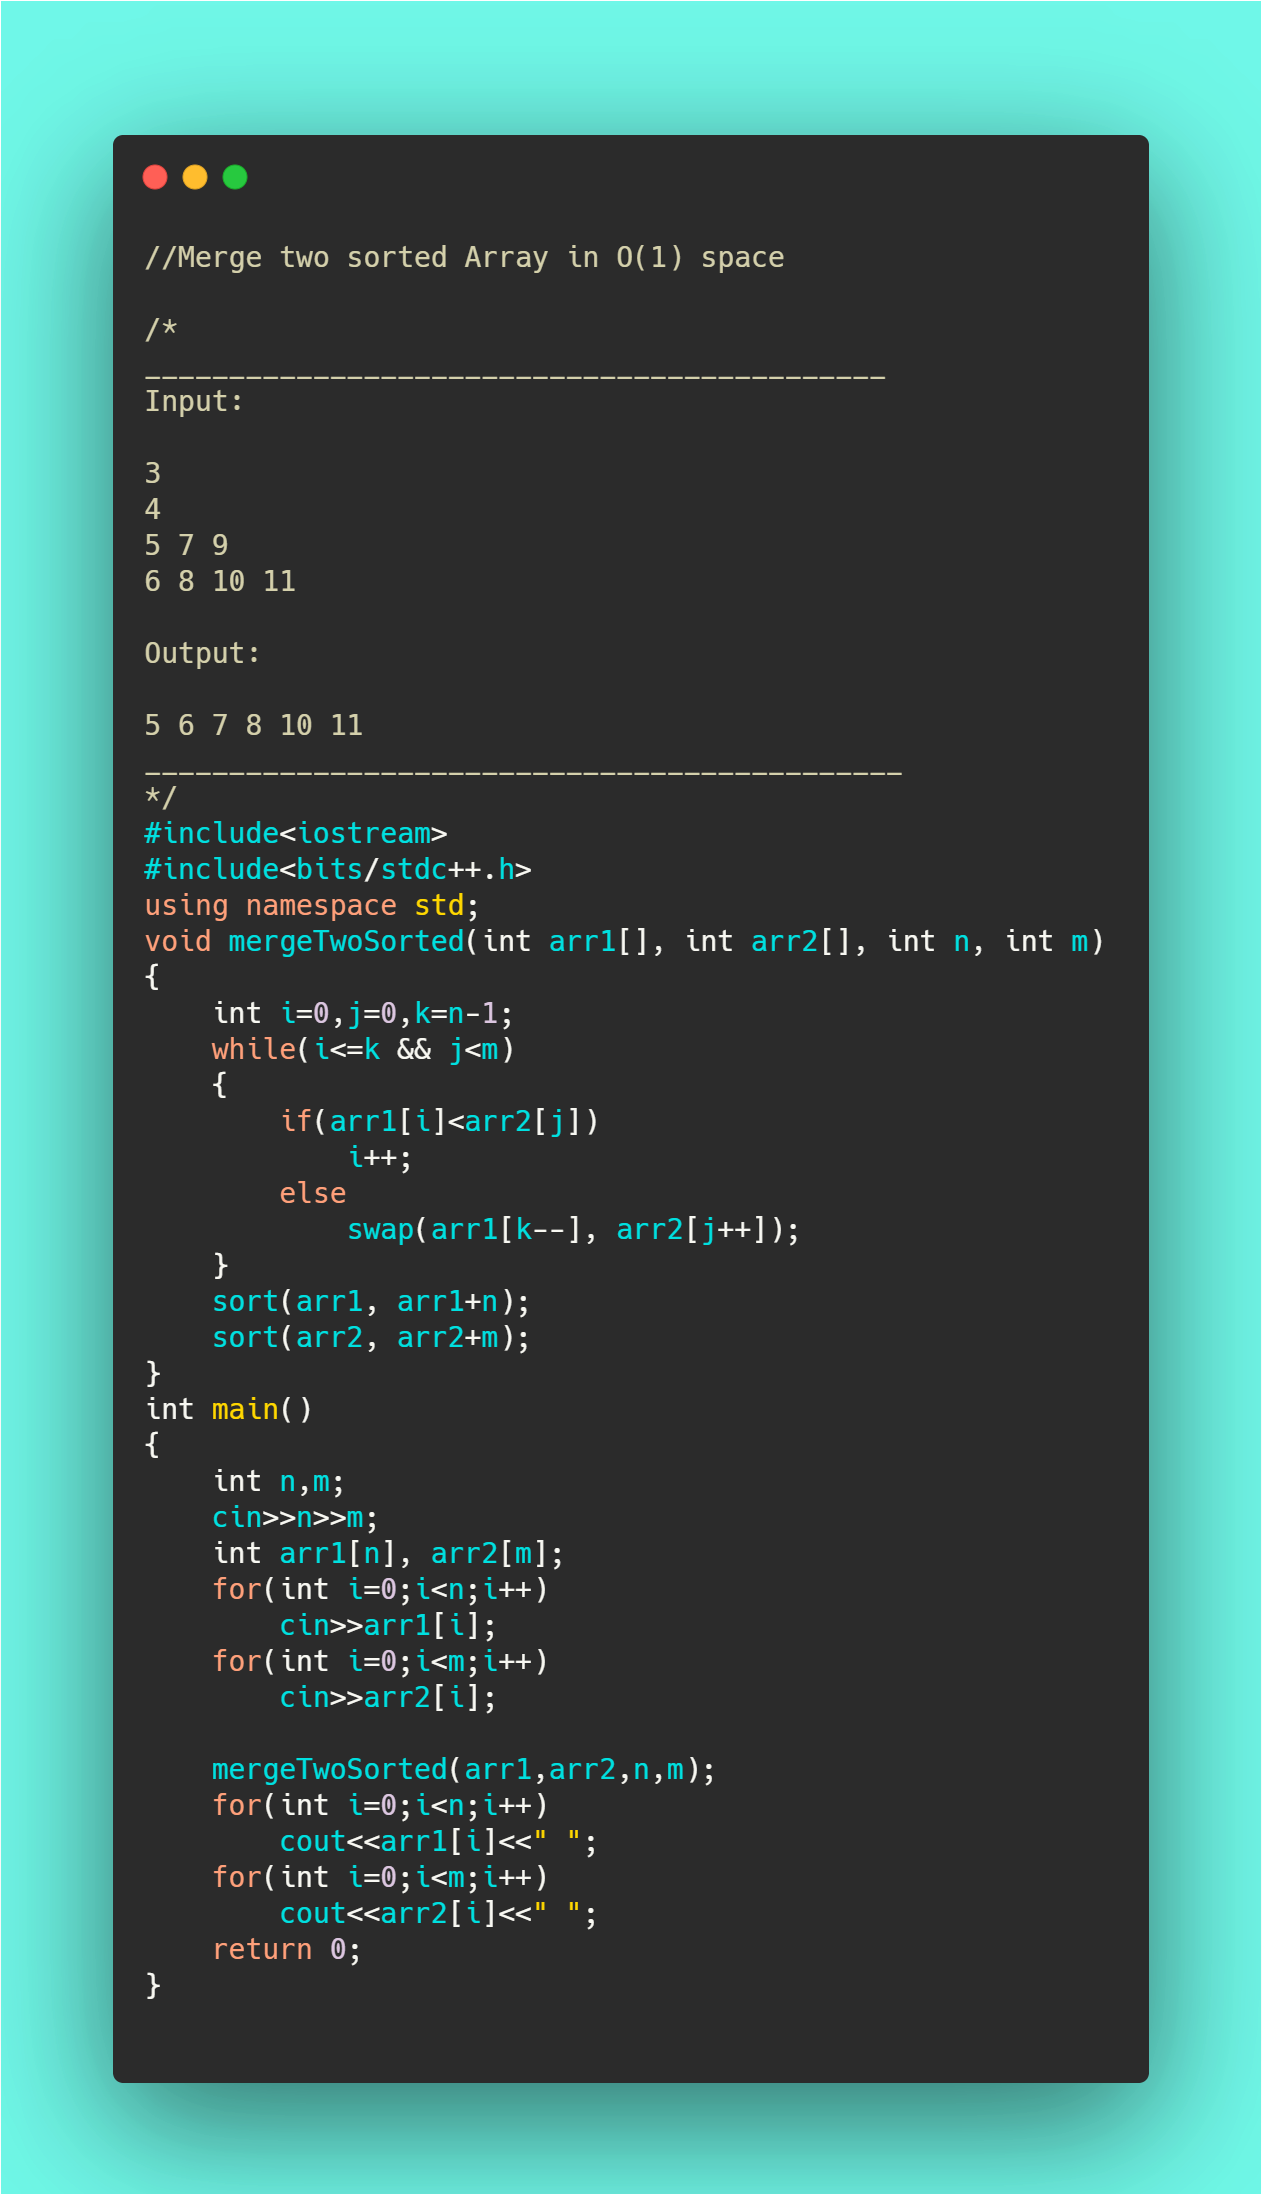 //Merge two sorted Array in O(1) space
/*
____________________________________________
Input:
3
4
5 7 9
6 8 10 11
Output:
5 6 7 8 10 11
_____________________________________________
*/
#include<iostream>
#include<bits/stdc++.h>
using namespace std;
void mergeTwoSorted(int arr1[], int arr2[], int n, int m)
{
    int i=0,j=0,k=n-1;
    while(i<=k && j<m)
    {
        if(arr1[i]<arr2[j])
            i++;
        else
            swap(arr1[k--], arr2[j++]);
    }
    sort(arr1, arr1+n);
    sort(arr2, arr2+m);
}
int main()
{
    int n,m;
    cin>>n>>m;
    int arr1[n], arr2[m];
    for(int i=0;i<n;i++)
        cin>>arr1[i];
    for(int i=0;i<m;i++)
        cin>>arr2[i];
    mergeTwoSorted(arr1,arr2,n,m);
    for(int i=0;i<n;i++)
        cout<<arr1[i]<<" ";
    for(int i=0;i<m;i++)
        cout<<arr2[i]<<" ";
    return 0;
}